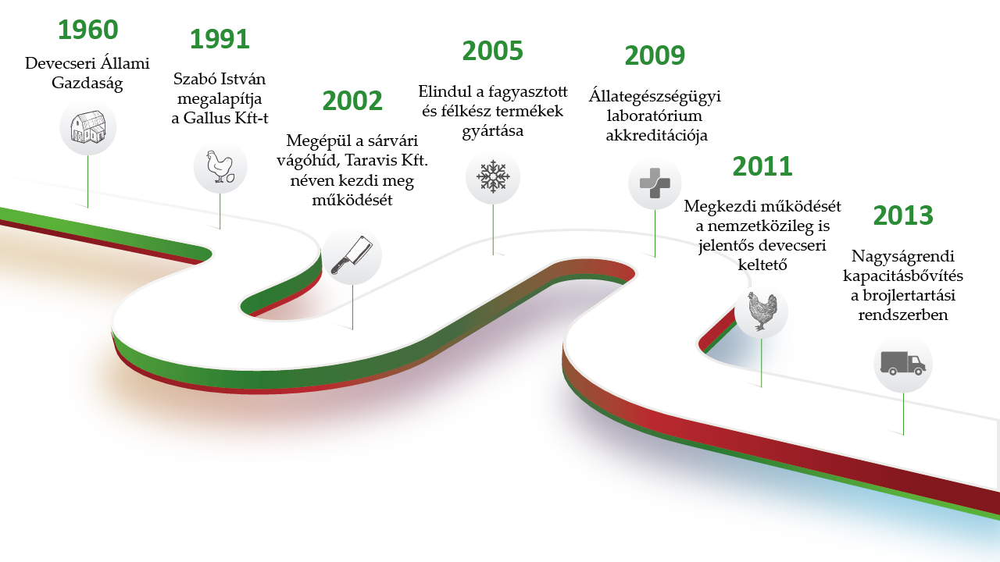 1960
Devecseri Állami
Gazdaság
1991
Szabó István
megalapítja
a Gallus Kft-t
2002
Megépül a sárvári
vágóhíd, Taravis Kft.
néven kezdi meg
működését
2005
Elindul a fagyasztott
és félkész termékek
gyártása
2009
Állategészségügyi
laboratórium
akkreditációja
2011
Megkezdi működését
a nemzetközileg is
jelentős devecseri
keltető
2013
Nagyságrendi
kapacitásbővítés
a brojlertartási
rendszerben